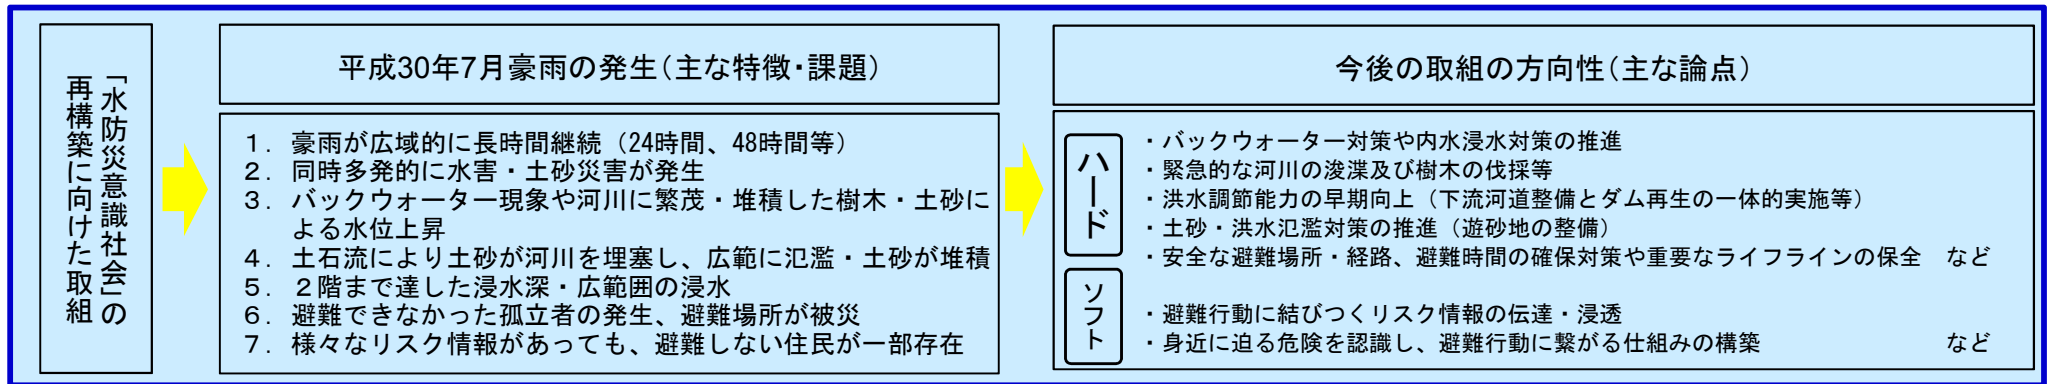 「水防災意識社会」の
再構築に向けた取組
平成30年7月豪雨の発生（主な特徴・課題）
１．豪雨が広域的に長時間継続（24時間、48時間等）
２．同時多発的に水害・土砂災害が発生
３．バックウォーター現象や河川に繁茂・堆積した樹木・土砂に
よる水位上昇
４．土石流により土砂が河川を埋塞し、広範に氾濫・土砂が堆積
５．２階まで達した浸水深・広範囲の浸水
６．避難できなかった孤立者の発生、避難場所が被災
７．様々なリスク情報があっても、避難しない住民が一部存在
今後の取組の方向性（主な論点）
ハード
・バックウォーター対策や内水浸水対策の推進
・緊急的な河川の浚渫及び樹木の伐採等
・洪水調節能力の早期向上（下流河道整備とダム再生の一体的実施等）
・土砂・洪水氾濫対策の推進（遊砂地の整備）
・安全な避難場所・経路、避難時間の確保対策や重要なライフラインの保全　など
ソフト
・避難行動に結びつくリスク情報の伝達・浸透
・身近に迫る危険を認識し、避難行動に繋がる仕組みの構築　など